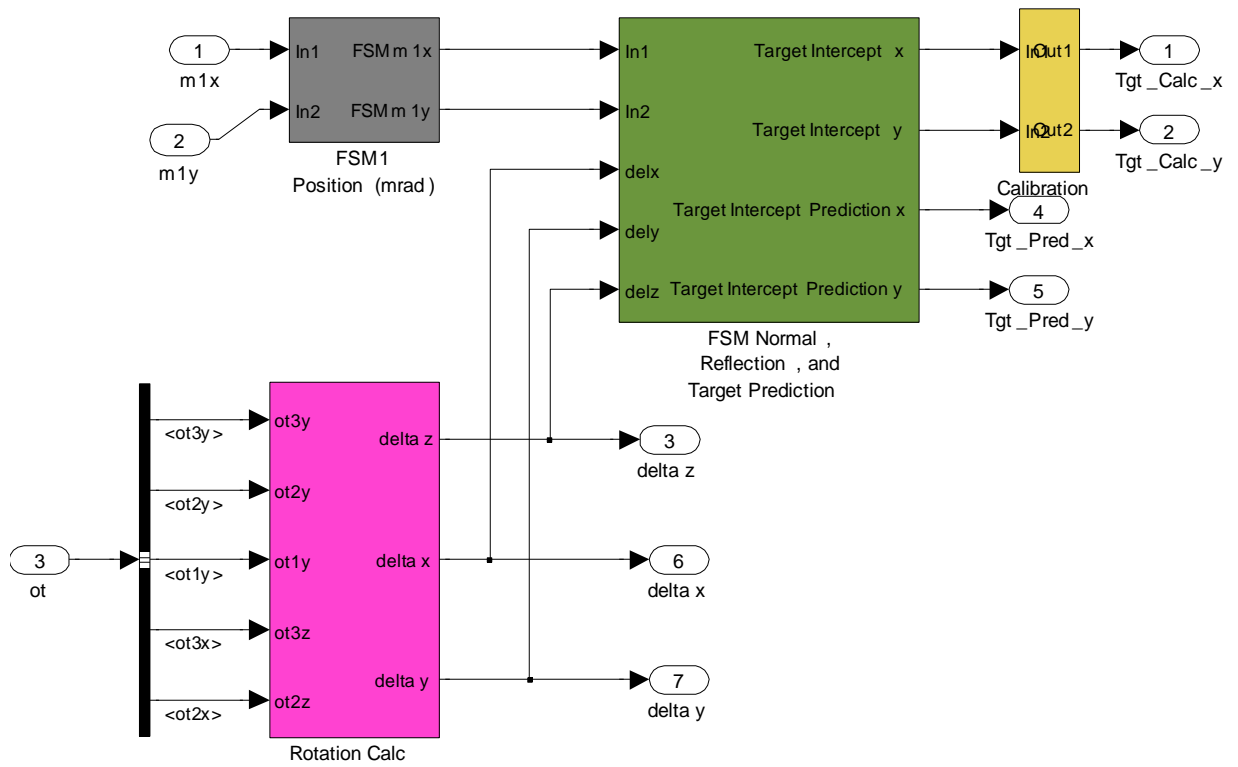 1
m1x
2
m1y
In1
In2
FSM m 1x
FSM m 1y
FSM1
Position (mrad )
In1
In2
delx
dely
delz
Target Intercept x
Target Intercept y
Target Intercept Prediction x
Target Intercept Prediction y
FSM Normal ,
Reflection , and
Target Prediction
In1
Out1
In2
Out2
Calibration
1
Tgt _Calc _x
2
Tgt _Calc _y
4
Tgt _Pred _x
5
Tgt _Pred _y
3
ot
<ot3y>
<ot2y>
<ot1y>
<ot3x>
<ot2x>
ot3y
ot2y
ot1y
ot3z
ot2z
delta z
delta x
delta y
Rotation Calc
3
delta z
6
delta x
7
delta y